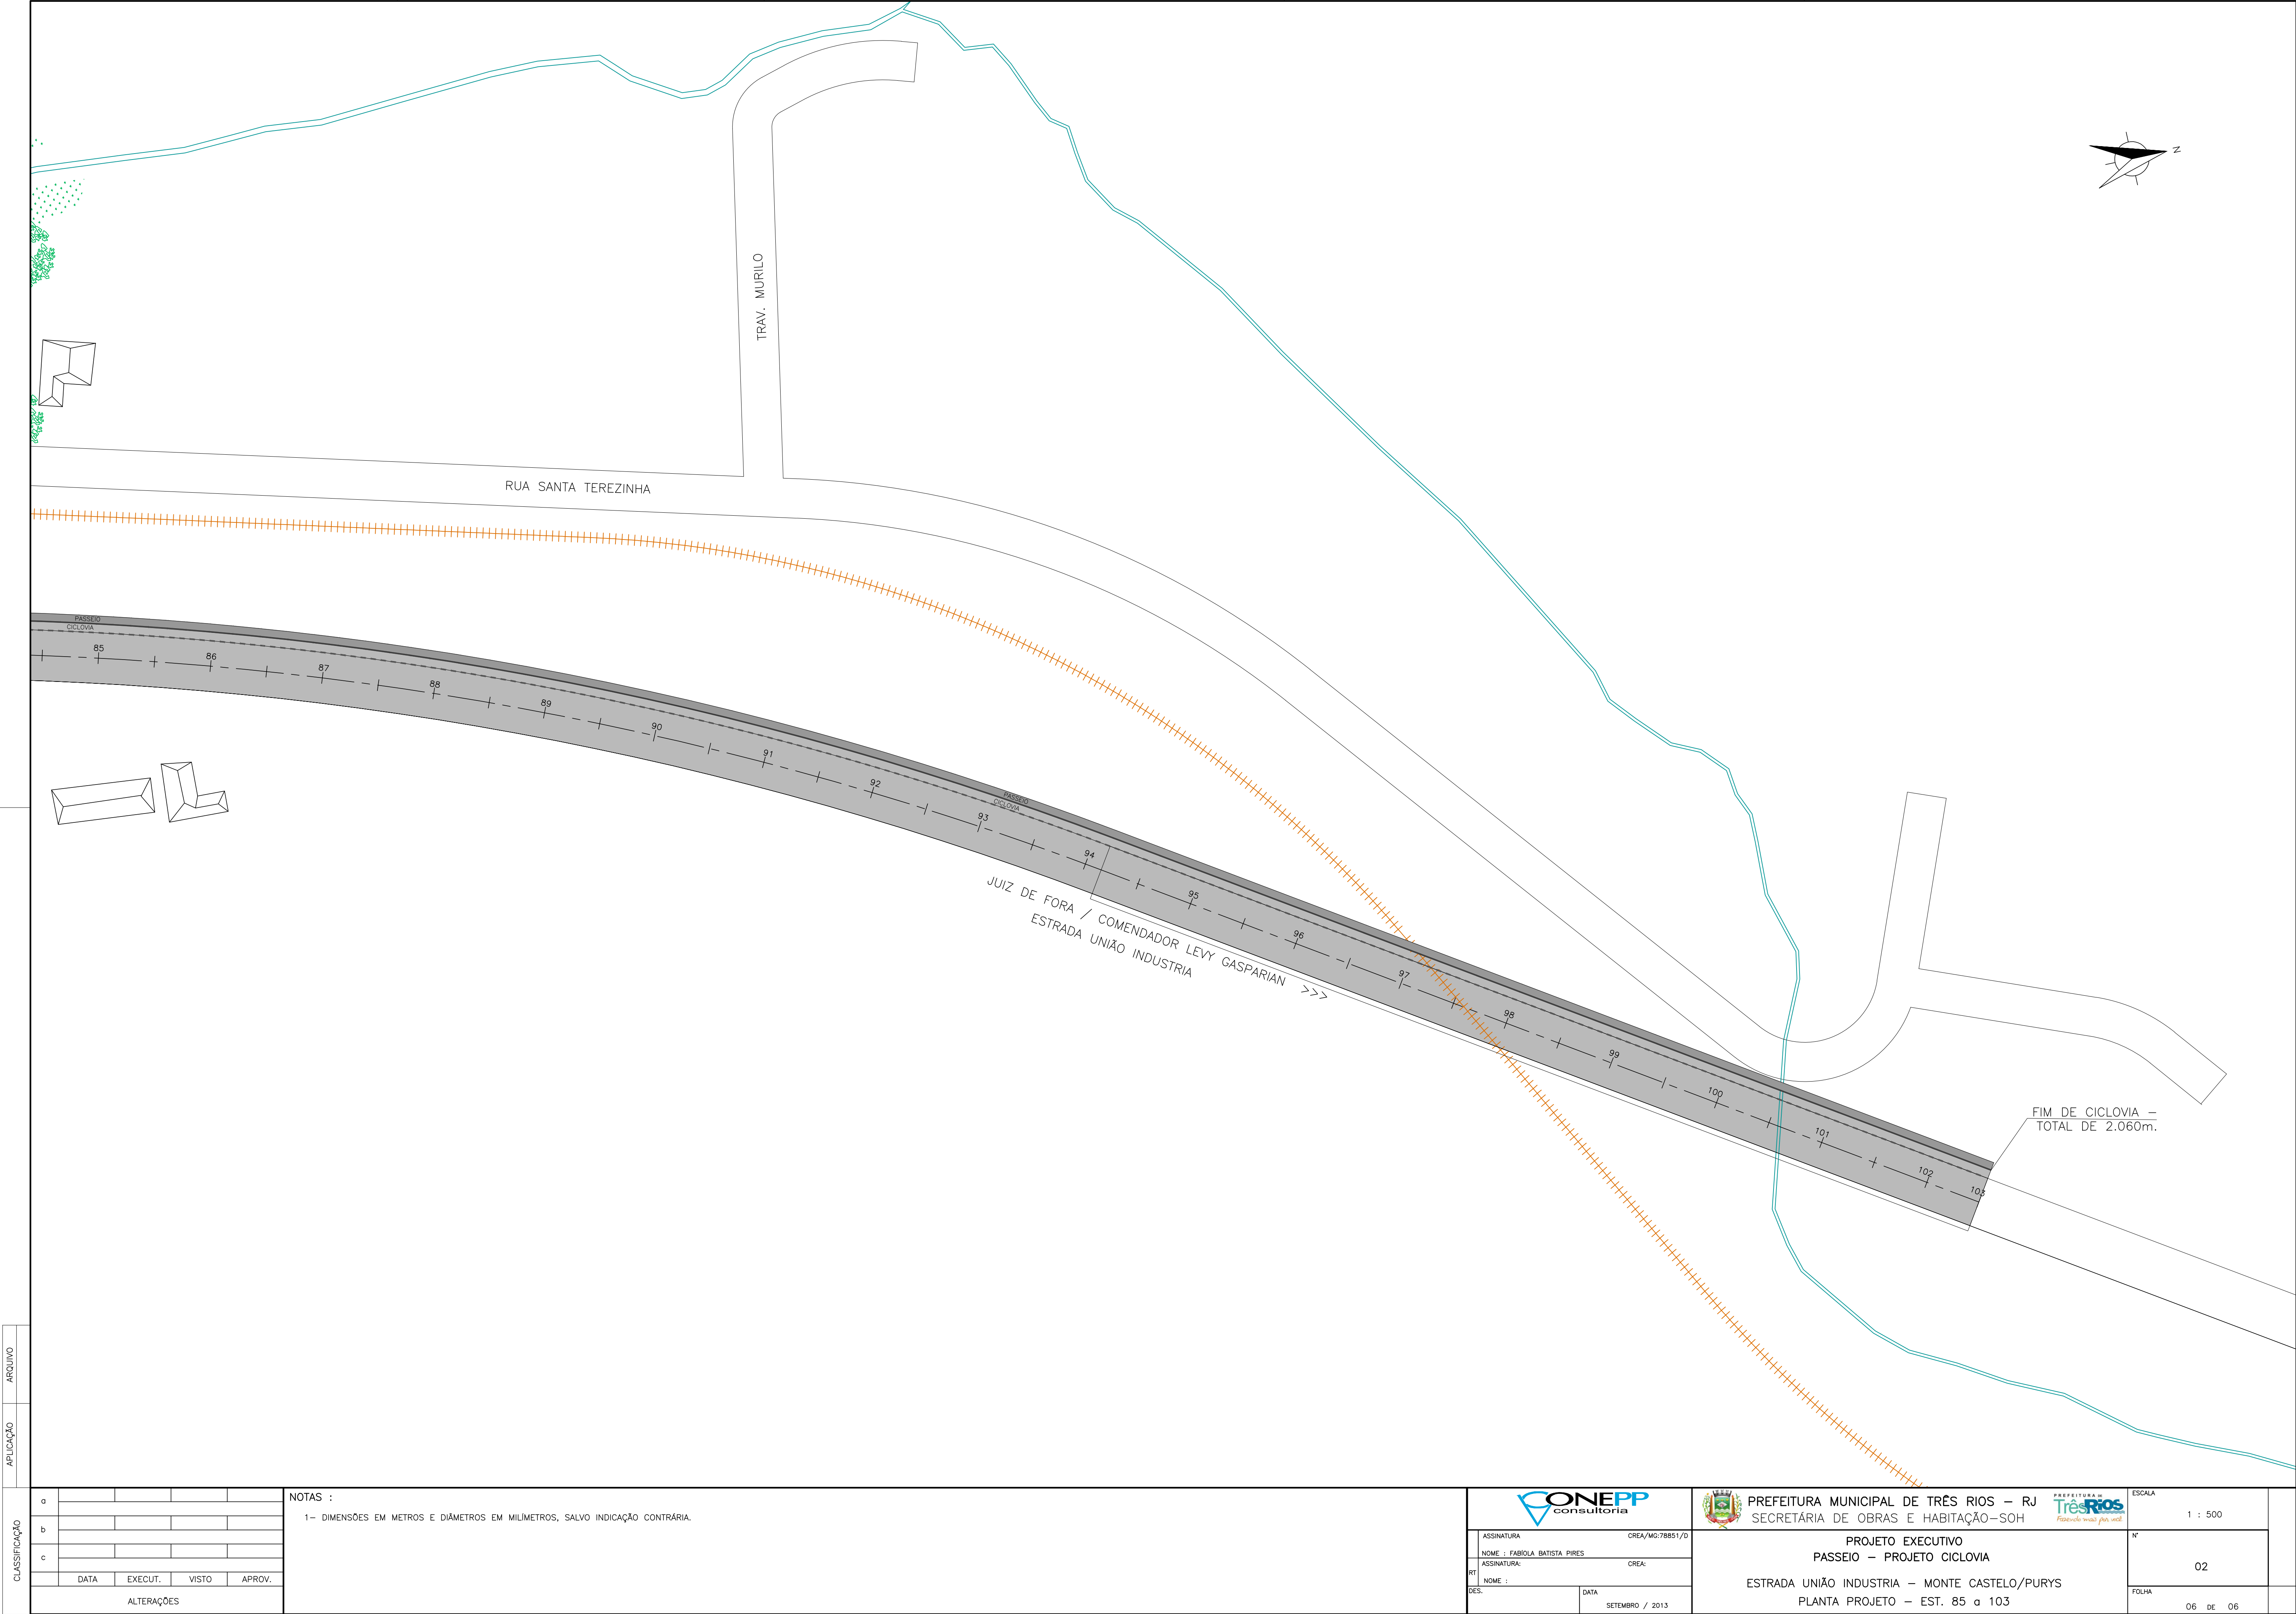 N
TRAV. MURILO
RUA SANTA TEREZINHA
PASSEIO
CICLOVIA
85
86
87
88
89
90
91
92
93
94
95
96
97
98
99
100
101
102
103
PASSEIO
CICLOVIA
JUIZ DE FORA / COMENDADOR LEVY GASPARIAN >>>
ESTRADA UNIÃO INDUSTRIA
FIM DE CICLOVIA –
TOTAL DE 2.060m.
ARQUIVO
APLICAÇÃO
CLASSIFICAÇÃO
a
b
c
DATA EXECUT. VISTO APROV.
ALTERAÇÕES
NOTAS :
1– DIMENSÕES EM METROS E DIÂMETROS EM MILÍMETROS, SALVO INDICAÇÃO CONTRÁRIA.
CONEPP
consultoria
ASSINATURA CREA/MG:78851/D
NOME : FABÍOLA BATISTA PIRES
ASSINATURA: CREA:
RT
NOME :
DES.
DATA
SETEMBRO / 2013
PREFEITURA MUNICIPAL DE TRÊS RIOS – RJ
SECRETÁRIA DE OBRAS E HABITAÇÃO–SOH
PREFEITURA DE
TrêsRiOS
Fazendo mais por você
PROJETO EXECUTIVO
PASSEIO – PROJETO CICLOVIA
ESTRADA UNIÃO INDUSTRIA – MONTE CASTELO/PURYS
PLANTA PROJETO – EST. 85 a 103
ESCALA
1 : 500
N°
02
FOLHA
06 DE 06